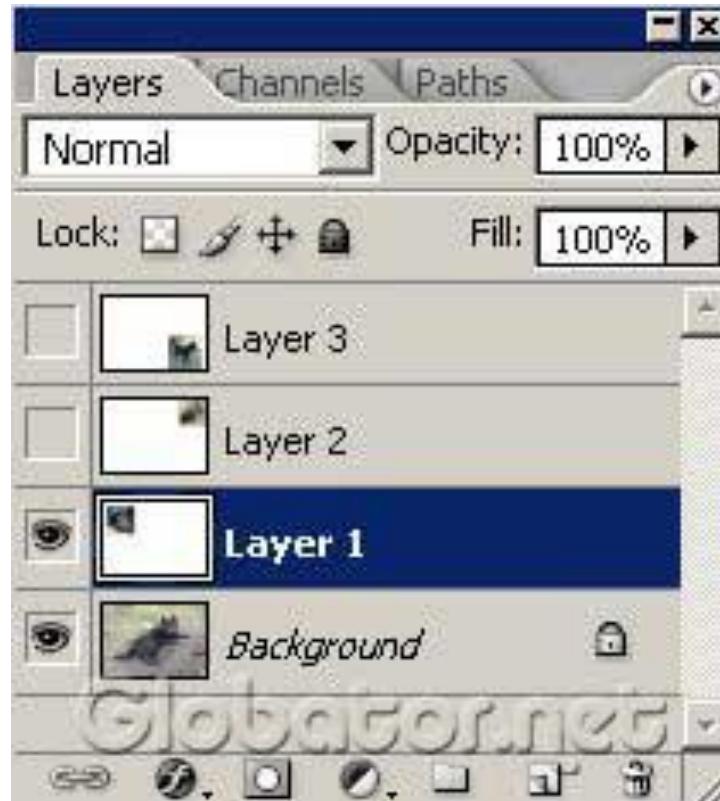 Layers Channels Paths
Normal Opacity: 100%
Lock: Fill: 100%
Layer 3
Layer 2
Layer 1
Background
Globator.net